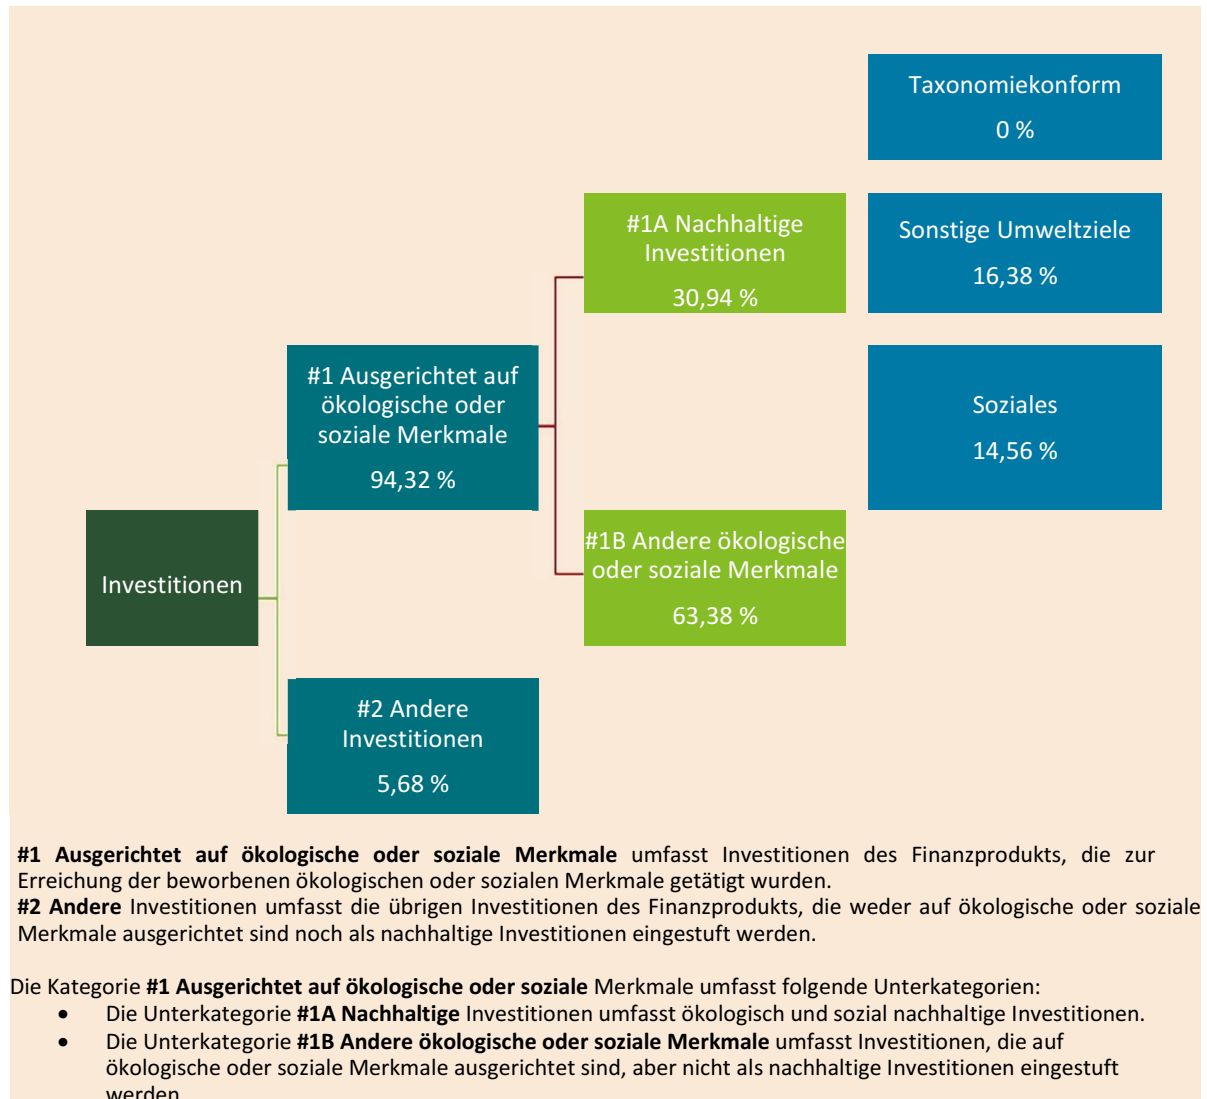 Taxonomiekonform
0 %
#1A Nachhaltige
Investitionen
30,94 %
Sonstige Umweltziele
16,38 %
#1 Ausgerichtet auf
ökologische oder
soziale Merkmale
94,32 %
Soziales
14,56 %
Investitionen
#1B Andere ökologische
oder soziale Merkmale
63,38 %
#2 Andere
Investitionen
5,68 %
#1 Ausgerichtet auf ökologische oder soziale Merkmale umfasst Investitionen des Finanzprodukts, die zur
Erreichung der beworbenen ökologischen oder sozialen Merkmale getätigt wurden.
#2 Andere Investitionen umfasst die übrigen Investitionen des Finanzprodukts, die weder auf ökologische oder soziale
Merkmale ausgerichtet sind noch als nachhaltige Investitionen eingestuft werden.
Die Kategorie #1 Ausgerichtet auf ökologische oder soziale Merkmale umfasst folgende Unterkategorien:
• Die Unterkategorie #1A Nachhaltige Investitionen umfasst ökologisch und sozial nachhaltige Investitionen.
• Die Unterkategorie #1B Andere ökologische oder soziale Merkmale umfasst Investitionen, die auf
ökologische oder soziale Merkmale ausgerichtet sind, aber nicht als nachhaltige Investitionen eingestuft
werden